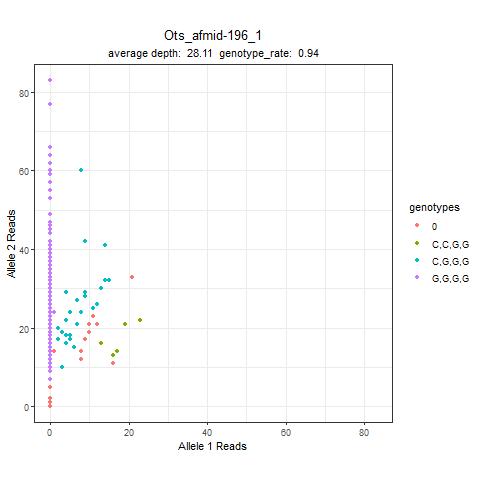 Ots_afmid-196_1
average depth: 28.11 genotype_rate: 0.94
80
60
40
20
0
Allele 2 Reads
0 20 40 60 80
Allele 1 Reads
genotypes
0
C,C,G,G
C,G,G,G
G,G,G,G